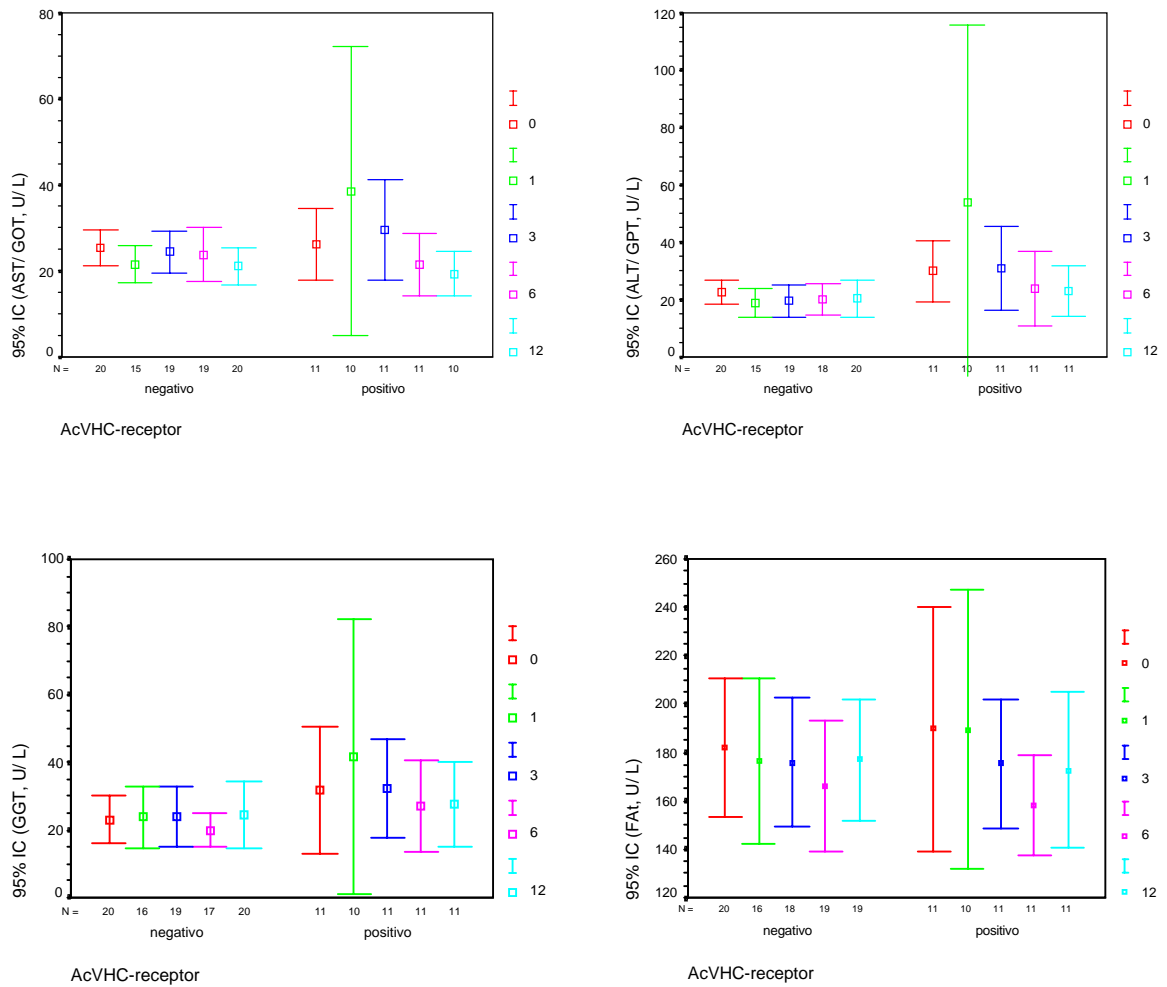 80
60
40
20
0
95% IC (AST/ GOT, U/ L)
N = 20 15 19 19 20 11 10 11 11 10
negativo positivo
AcVHC-receptor
0
1
3
6
12
120
100
80
60
40
20
0
95% IC (ALT/ GPT, U/ L)
N = 20 15 19 18 20 11 10 11 11 11
negativo positivo
AcVHC-receptor
0
1
3
6
12
100
80
60
40
20
0
95% IC (GGT, U/ L)
N = 20 16 19 17 20 11 10 11 11 11
negativo positivo
AcVHC-receptor
0
1
3
6
12
260
240
220
200
180
160
140
120
95% IC (FAt, U/ L)
N = 20 16 18 19 19 11 10 11 11 11
negativo positivo
AcVHC-receptor
0
1
3
6
12